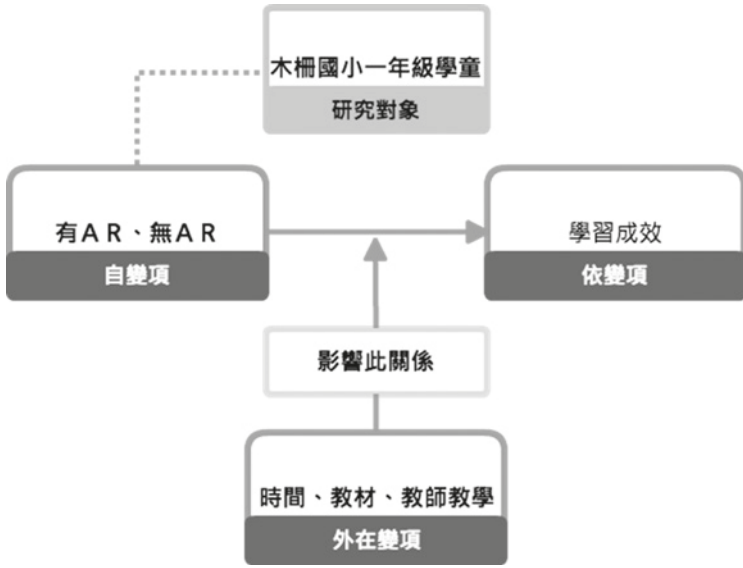 木柵國小一年級學童
研究對象
有ＡＲ、無ＡＲ
自變項
學習成效
依變項
影響此關係
時間、教材、教師教學
外在變項